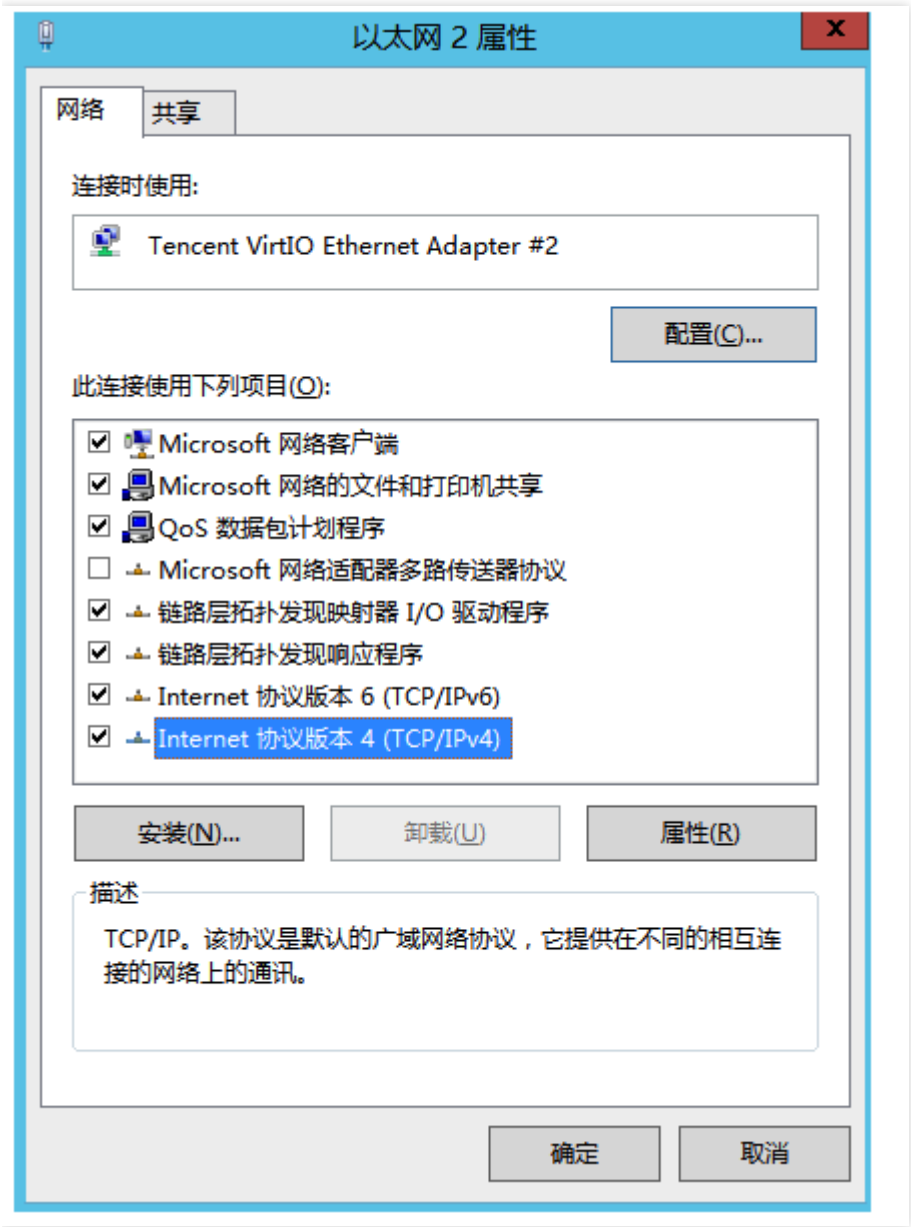 以太网 2 属性
x
网络
共享
连接时使用:
Tencent VirtIO Ethernet Adapter #2
配置(C)...
此连接使用下列项目(O):
Microsoft 网络客户端
Microsoft 网络的文件和打印机共享
QoS 数据包计划程序
Microsoft 网络适配器多路传送器协议
链路层拓扑发现映射器 I/O 驱动程序
链路层拓扑发现响应程序
Internet 协议版本 6 (TCP/IPv6)
Internet 协议版本 4 (TCP/IPv4)
安装(N)...
卸载(U)
属性(R)
描述
TCP/IP。该协议是默认的广域网络协议，它提供在不同的相互连
接的网络上的通讯。
确定
取消